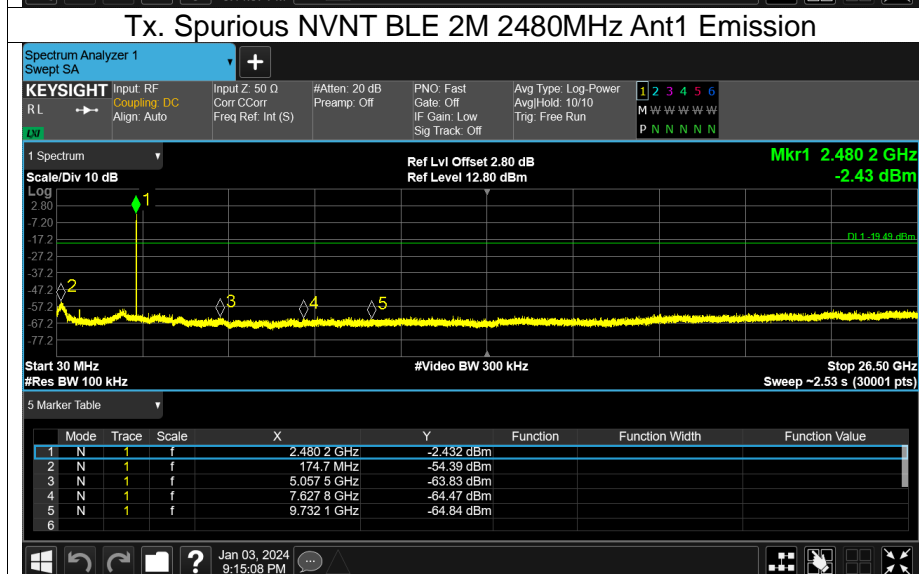 Tx. Spurious NVNT BLE 2M 2480MHz Ant1 Emission
Spectrum Analyzer 1
Swept SA
+
KEYSIGHT
R L
LXI
Input: RF
Coupling: DC
Align: Auto
Input Z: 50 Ω
Corr CCorr
Freq Ref: Int (S)
#Atten: 20 dB
Preamp: Off
PNO: Fast
Gate: Off
IF Gain: Low
Sig Track: Off
Avg Type: Log-Power
Avg|Hold: 10/10
Trig: Free Run
1 2 3 4 5 6
M W W W W W
P N N N N N
1 Spectrum
Scale/Div 10 dB
Ref Lvl Offset 2.80 dB
Ref Level 12.80 dBm
Mkr1 2.480 2 GHz
-2.43 dBm
Log
2.80
-7.20
-17.2
-27.2
-37.2
-47.2
-57.2
-67.2
-77.2
1
2
3
4
5
DL1 -19.49 dBm
Start 30 MHz
#Video BW 300 kHz
Stop 26.50 GHz
#Res BW 100 kHz
Sweep ~2.53 s (30001 pts)
5 Marker Table
Mode Trace Scale X Y Function Function Width Function Value
1 N 1 f 2.480 2 GHz -2.432 dBm
2 N 1 f 174.7 MHz -54.39 dBm
3 N 1 f 5.057 5 GHz -63.83 dBm
4 N 1 f 7.627 8 GHz -64.47 dBm
5 N 1 f 9.732 1 GHz -64.84 dBm
6
?
Jan 03, 2024
9:15:08 PM